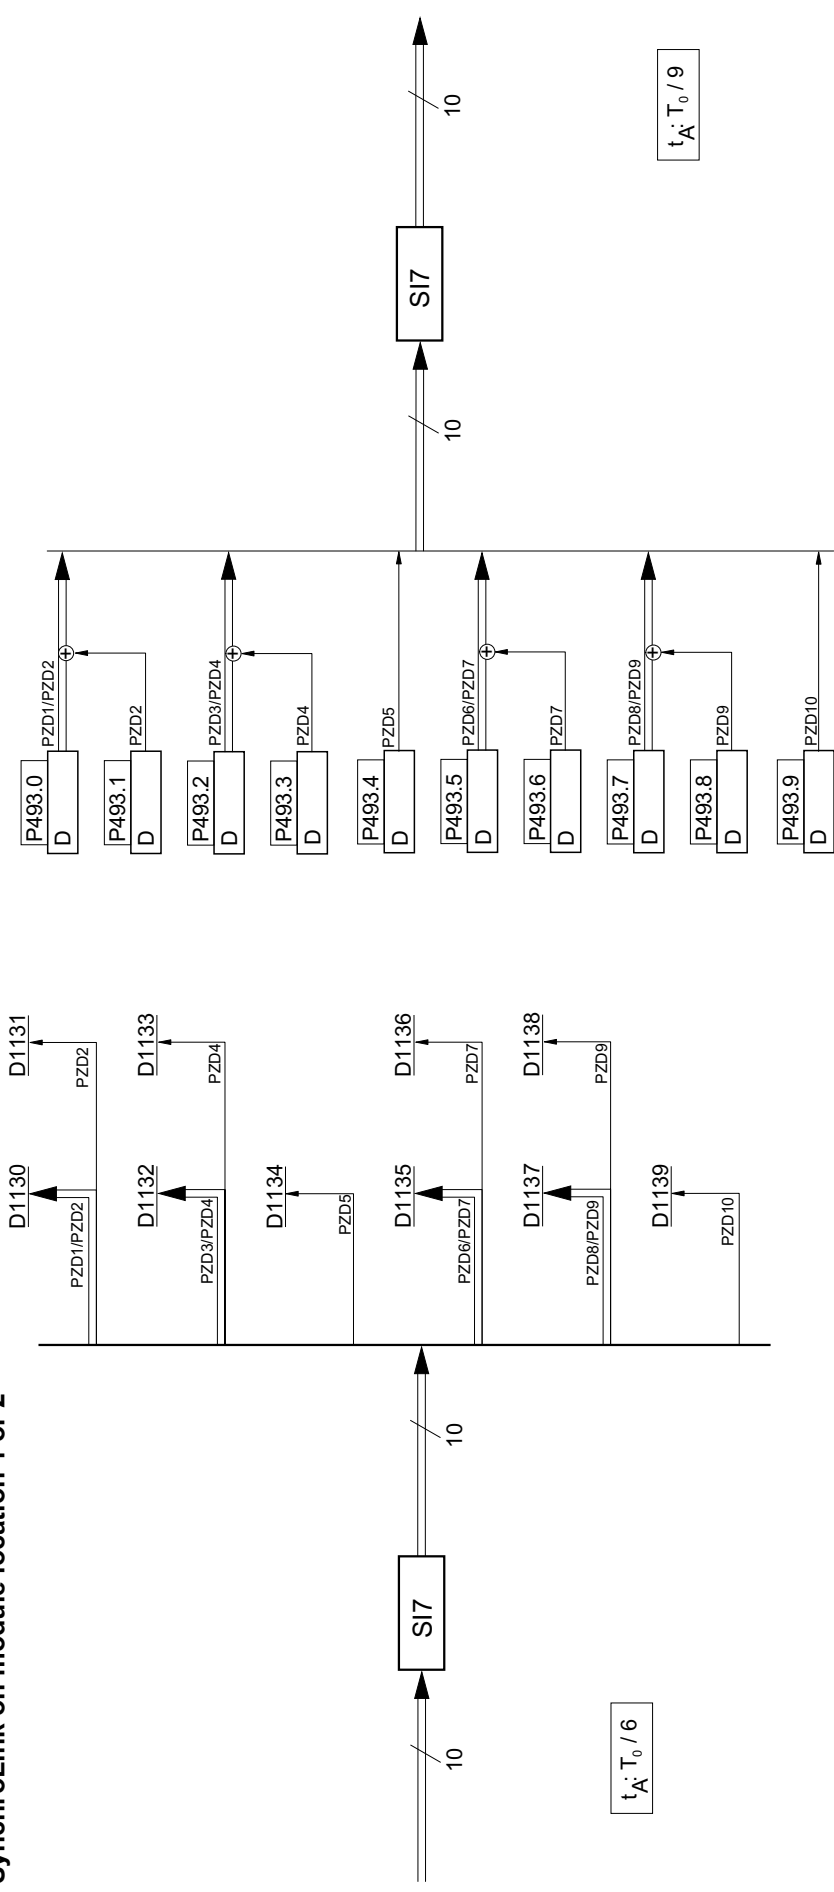 SynchroLink on module location 1 or 2
10
SI7
10
t_A: T₀ / 6
D1130
PZD1/PZD2
D1131
PZD2
D1132
PZD3/PZD4
D1133
PZD4
D1134
PZD5
D1135
PZD6/PZD7
D1136
PZD7
D1137
PZD8/PZD9
D1138
PZD9
D1139
PZD10
P493.0
D
PZD1/PZD2
P493.1
D
PZD2
P493.2
D
PZD3/PZD4
P493.3
D
PZD4
P493.4
D
PZD5
P493.5
D
PZD6/PZD7
P493.6
D
PZD7
P493.7
D
PZD8/PZD9
P493.8
D
PZD9
P493.9
D
PZD10
10
SI7
10
t_A: T₀ / 9